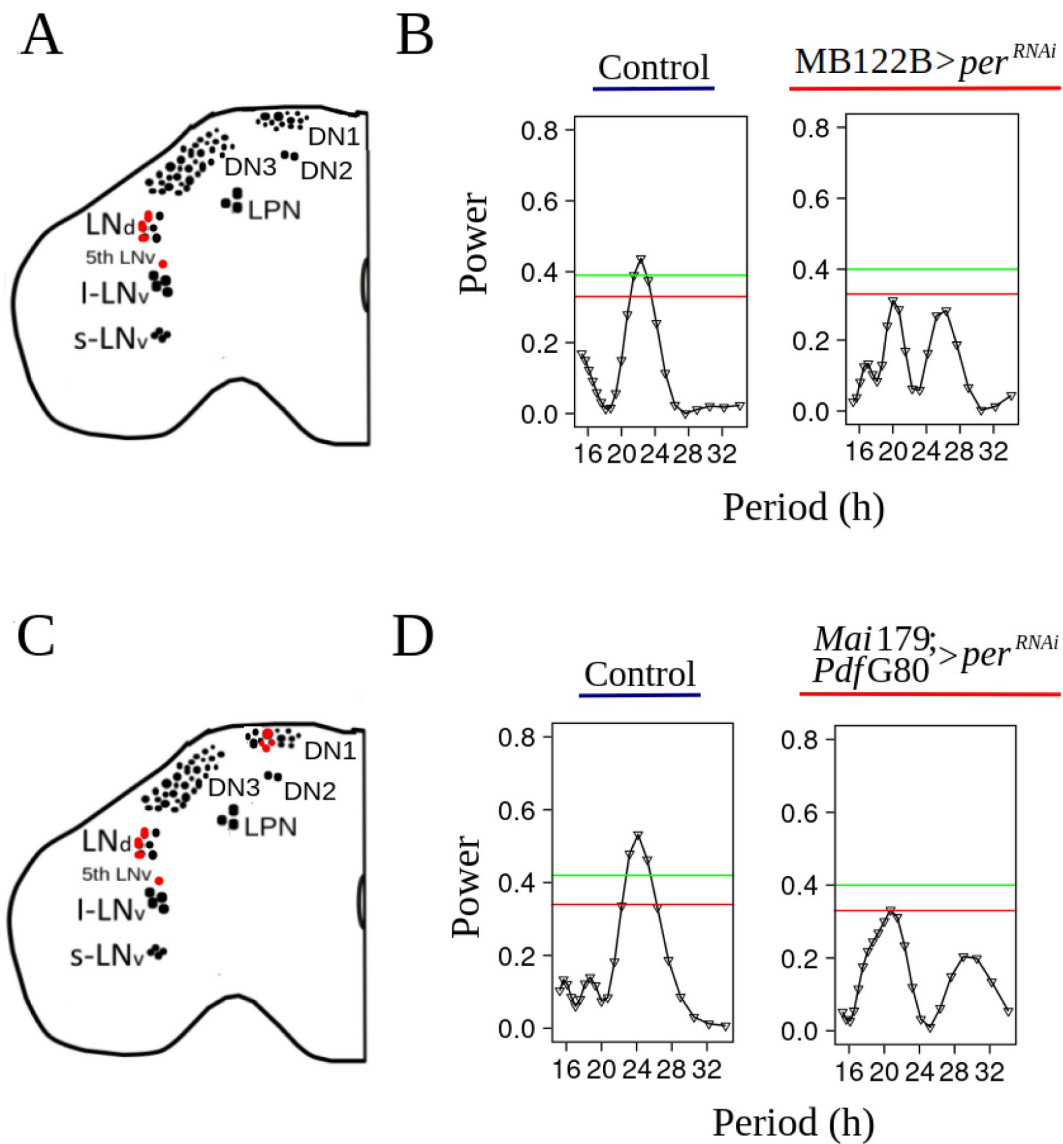 A
DN1
DN3
DN2
LPN
LNd
5th LNv
l-LNv
s-LNv
B
Control
MB122B>per RNAi
Power
0.8
0.6
0.4
0.2
0.0
16 20 24 28 32
0.8
0.6
0.4
0.2
0.0
16 20 24 28 32
Period (h)
C
DN1
DN3
DN2
LPN
LNd
5th LNv
l-LNv
s-LNv
D
Control
Mai179;
PdfG80
>per RNAi
Power
0.8
0.6
0.4
0.2
0.0
16 20 24 28 32
0.8
0.6
0.4
0.2
0.0
16 20 24 28 32
Period (h)